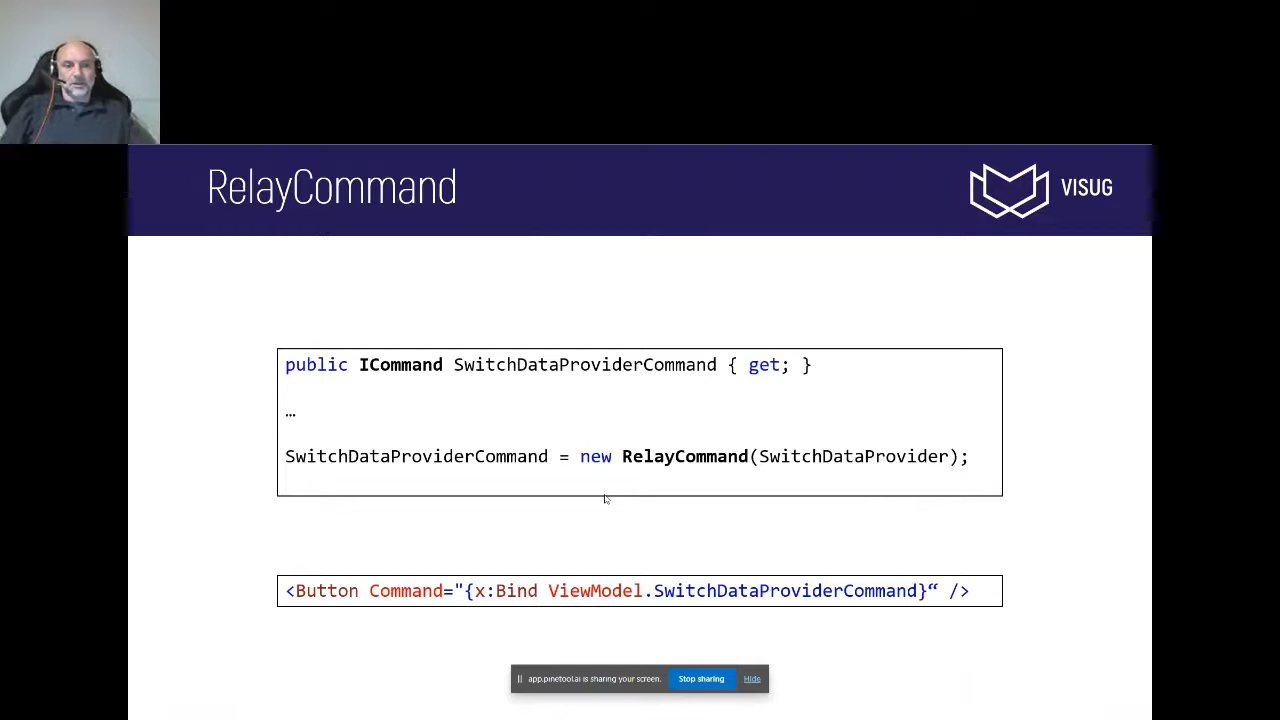 RelayCommand
VISUG
public ICommand SwitchDataProviderCommand { get; }
…
SwitchDataProviderCommand = new RelayCommand(SwitchDataProvider);
<Button Command="{x:Bind ViewModel.SwitchDataProviderCommand}“ />
app.pinetool.ai is sharing your screen. Stop sharing Hide